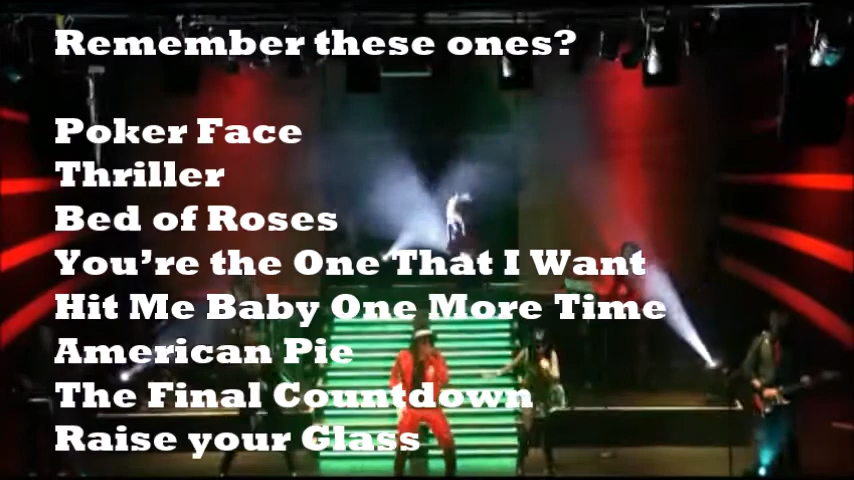 Remember these ones?
Poker Face
Thriller
Bed of Roses
You're the One That I Want
Hit Me Baby One More Time
American Pie
The Final Countdown
Raise your Glass